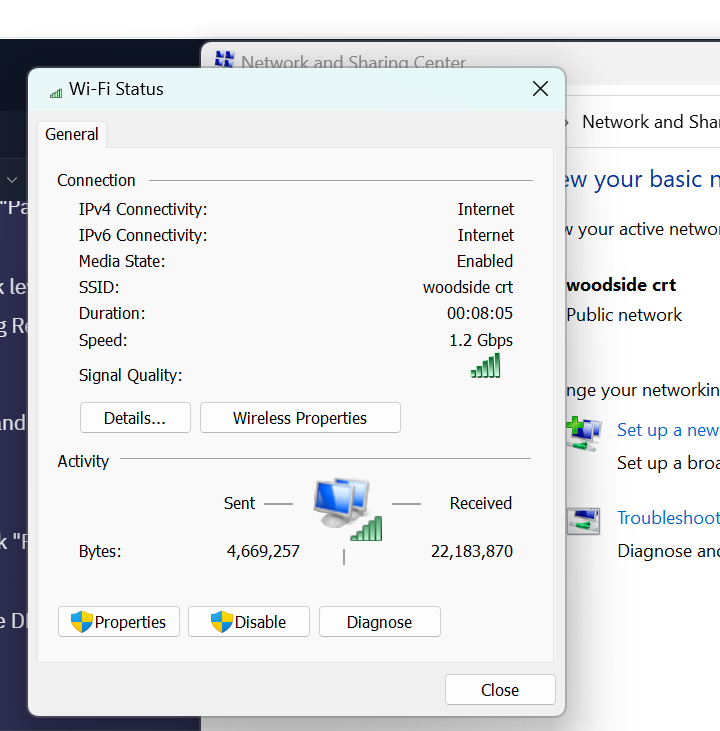 Network and Sharing Center
Wi-Fi Status
General
Connection
IPv4 Connectivity: Internet
IPv6 Connectivity: Internet
Media State: Enabled
SSID: woodside crt
Duration: 00:08:05
Speed: 1.2 Gbps
Signal Quality:
Details... Wireless Properties
Activity
Sent Received
Bytes: 4,669,257 22,183,870
Properties Disable Diagnose
Close
Network and Shar
ew your basic n
w your active networ
woodside crt
Public network
nge your networkin
Set up a new
Set up a broa
Troubleshoot
Diagnose and
"Pa
k le
g Re
and
k "F
e D